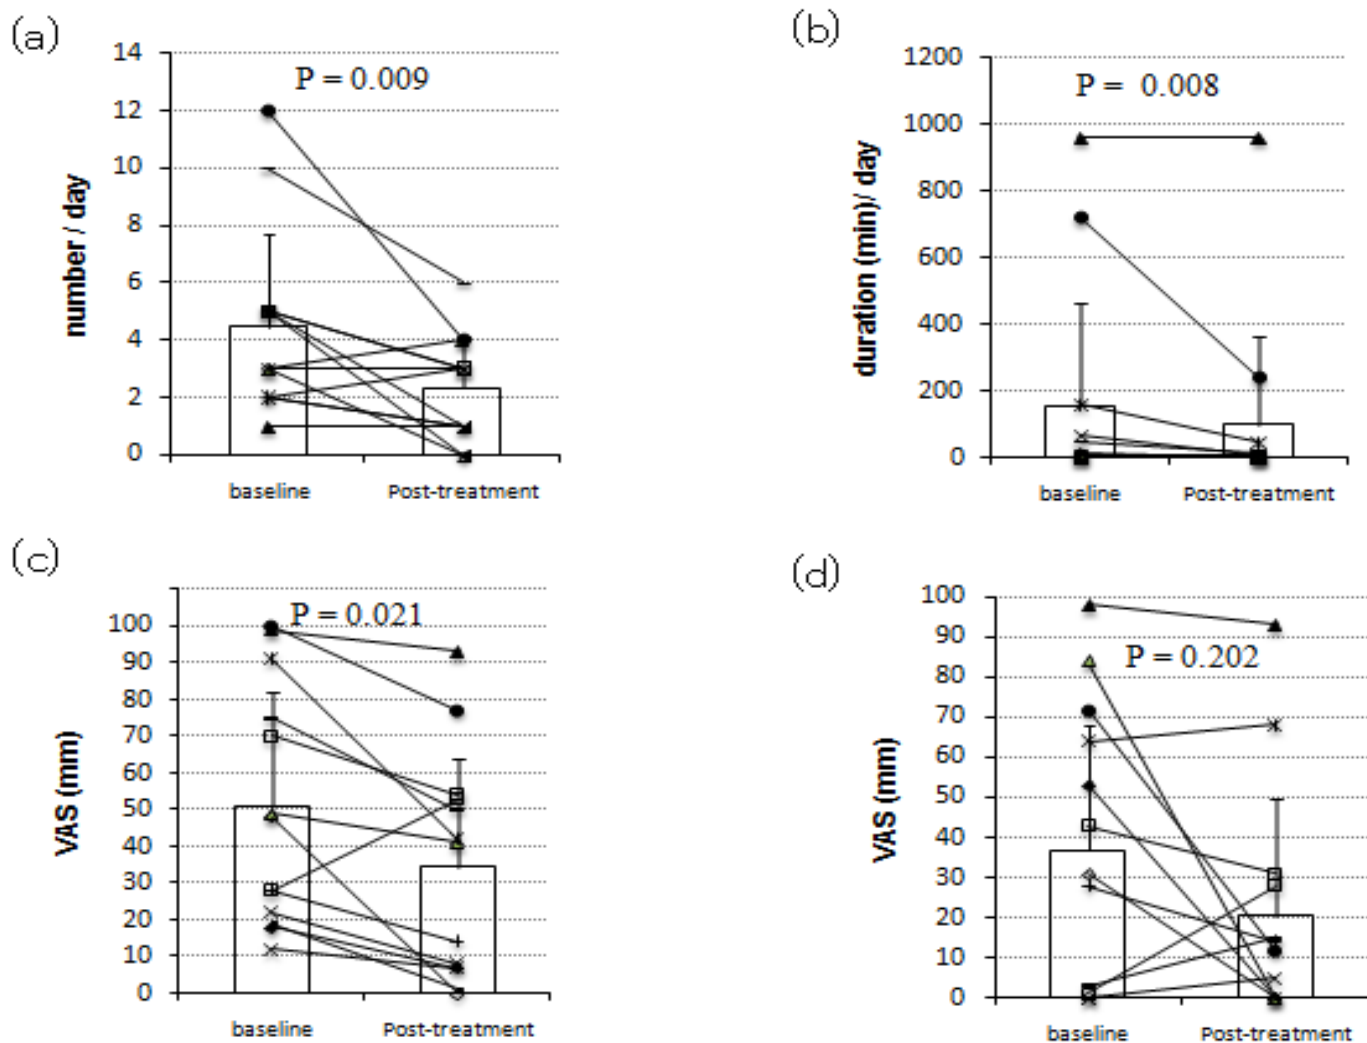 (a)
P = 0.009
number / day
14
12
10
8
6
4
2
0
baseline Post-treatment
(b)
P = 0.008
duration (min)/ day
1200
1000
800
600
400
200
0
baseline Post-treatment
(c)
P = 0.021
VAS (mm)
100
90
80
70
60
50
40
30
20
10
0
baseline Post-treatment
(d)
P = 0.202
VAS (mm)
100
90
80
70
60
50
40
30
20
10
0
baseline Post-treatment